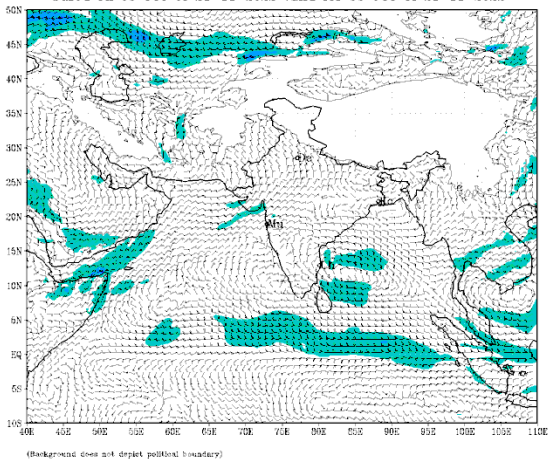 50N
45N
40N
35N
30N
25N
20N
15N
10N
5N
EQ
5S
10S
40E 45E 50E 55E 60E 65E 70E 75E 80E 85E 90E 95E 100E 105E 110E
(Background does not depict political boundary)